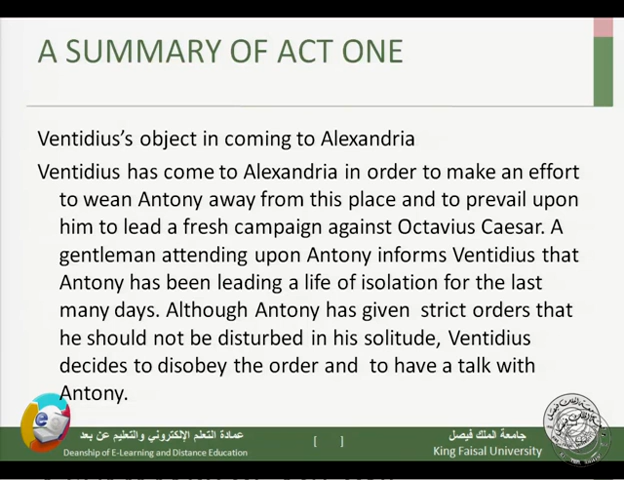 A SUMMARY OF ACT ONE
Ventidius's object in coming to Alexandria
Ventidius has come to Alexandria in order to make an effort
to wean Antony away from this place and to prevail upon
him to lead a fresh campaign against Octavius Caesar. A
gentleman attending upon Antony informs Ventidius that
Antony has been leading a life of isolation for the last
many days. Although Antony has given strict orders that
he should not be disturbed in his solitude, Ventidius
decides to disobey the order and to have a talk with
Antony.
عمادة التعلم الإلكتروني والتعليم عن بعد
Deanship of E-Learning and Distance Education
[ ]
جامعة الملك فيصل
King Faisal University